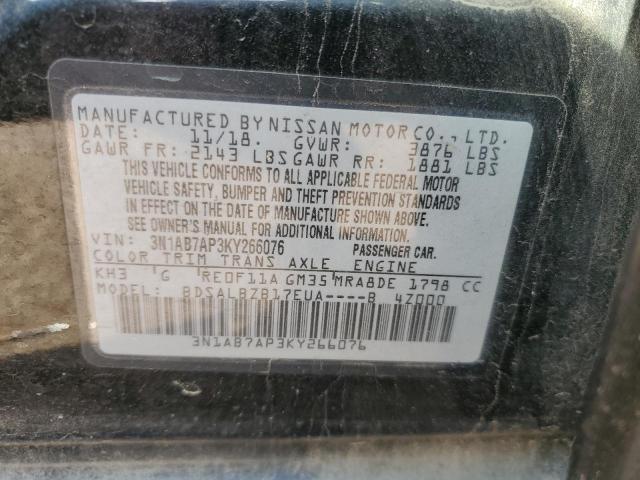 MANUFACTURED BY NISSAN MOTOR CO., LTD.
DATE: 11/18. GVWR: 3876 LBS
GAWR FR: 2143 LBS GAWR RR: 1881 LBS
THIS VEHICLE CONFORMS TO ALL APPLICABLE FEDERAL MOTOR
VEHICLE SAFETY, BUMPER AND THEFT PREVENTION STANDARDS
IN EFFECT ON THE DATE OF MANUFACTURE SHOWN ABOVE.
SEE OWNER'S MANUAL FOR ADDITIONAL INFORMATION.
VIN: 3N1AB7AP3KY266076 PASSENGER CAR.
COLOR TRIM TRANS AXLE ENGINE
KH3 'G RE0F11A GM35 MRA8DE 1798 CC
BDSALBZB17EUA----B 4Z000
3N1AB7AP3KY266076